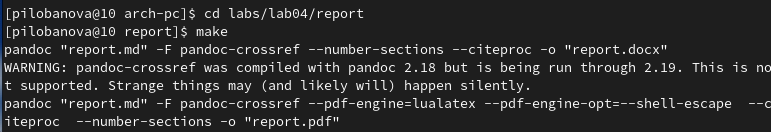 [pilobanova@10 arch-pc]$ cd labs/lab04/report
[pilobanova@10 report]$ make
pandoc "report.md" -F pandoc-crossref --number-sections --citeproc -o "report.docx"
WARNING: pandoc-crossref was compiled with pandoc 2.18 but is being run through 2.19. This is no
t supported. Strange things may (and likely will) happen silently.
pandoc "report.md" -F pandoc-crossref --pdf-engine=lualatex --pdf-engine-opt=--shell-escape  --c
iteproc  --number-sections -o "report.pdf"